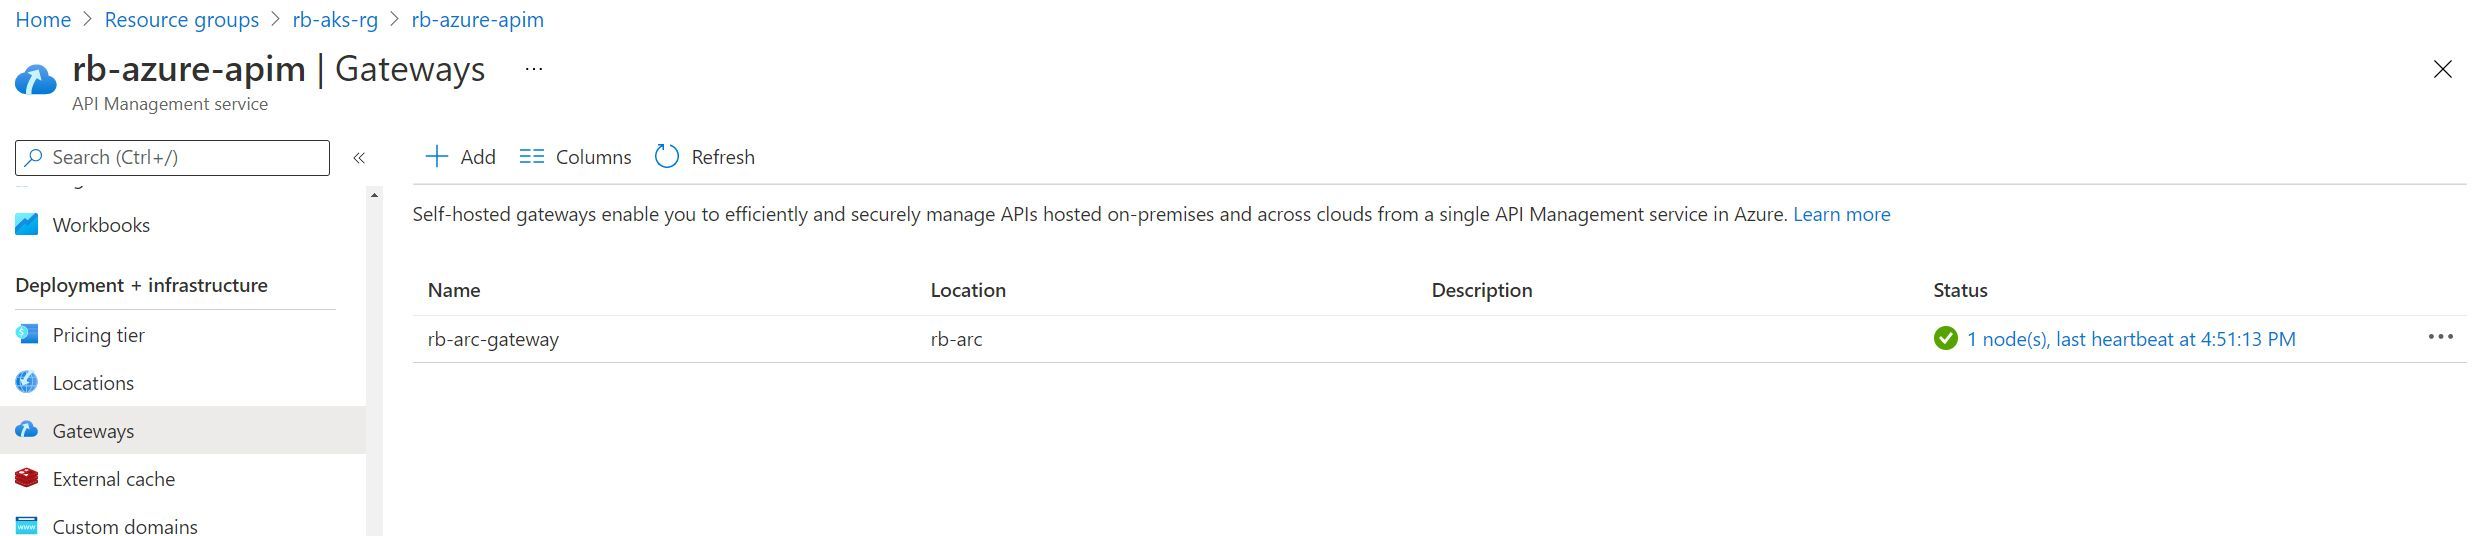 Home > Resource groups > rb-aks-rg > rb-azure-apim
rb-azure-apim | Gateways ...
API Management service
Search (Ctrl+/) «
Add Columns Refresh
Workbooks
Deployment + infrastructure
Pricing tier
Locations
Gateways
External cache
Custom domains
Self-hosted gateways enable you to efficiently and securely manage APIs hosted on-premises and across clouds from a single API Management service in Azure. Learn more
Name Location Description Status
rb-arc-gateway rb-arc 1 node(s), last heartbeat at 4:51:13 PM ...